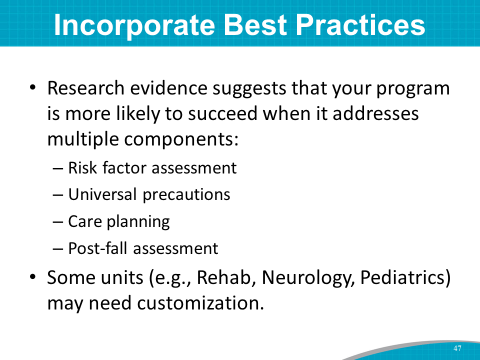 Incorporate Best Practices
• Research evidence suggests that your program
is more likely to succeed when it addresses
multiple components:
– Risk factor assessment
– Universal precautions
– Care planning
– Post-fall assessment
• Some units (e.g., Rehab, Neurology, Pediatrics)
may need customization.
47